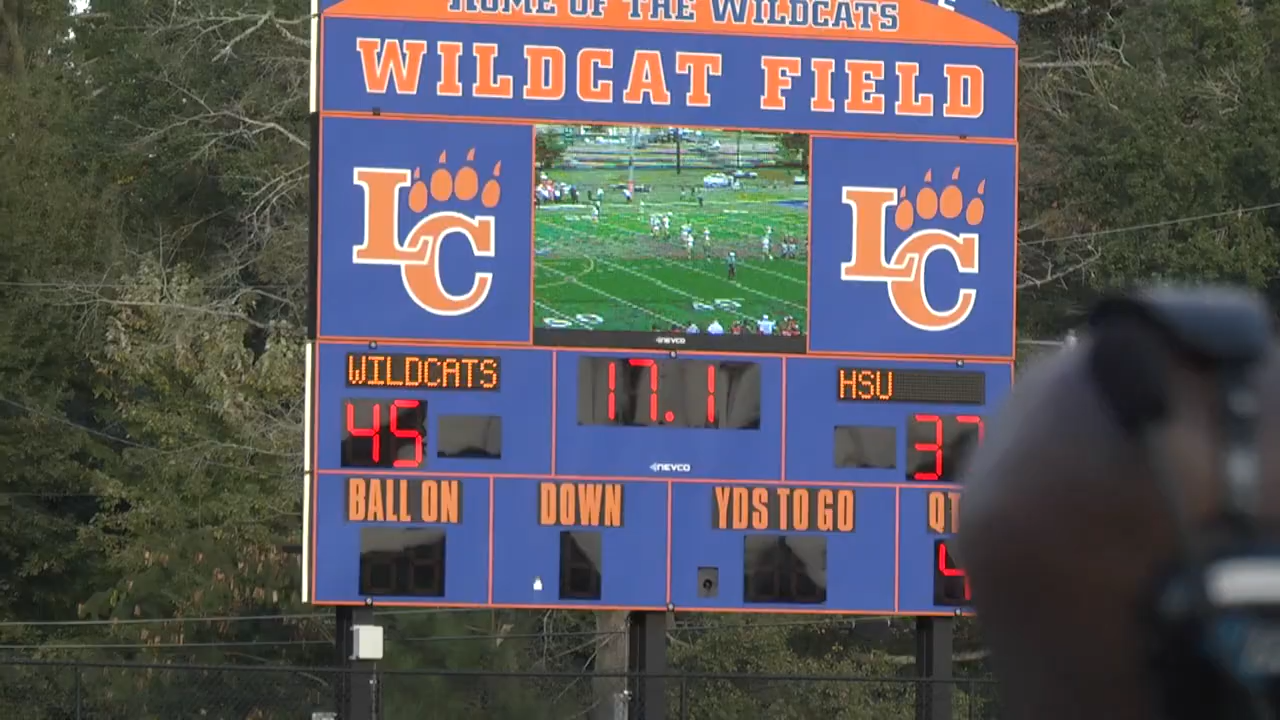 HOME OF THE WILDCATS
WILDCAT FIELD
LC
LC
NEVCO
WILDCATS
17.1
HSU
45
37
NEVCO
BALL ON
DOWN
YDS TO GO